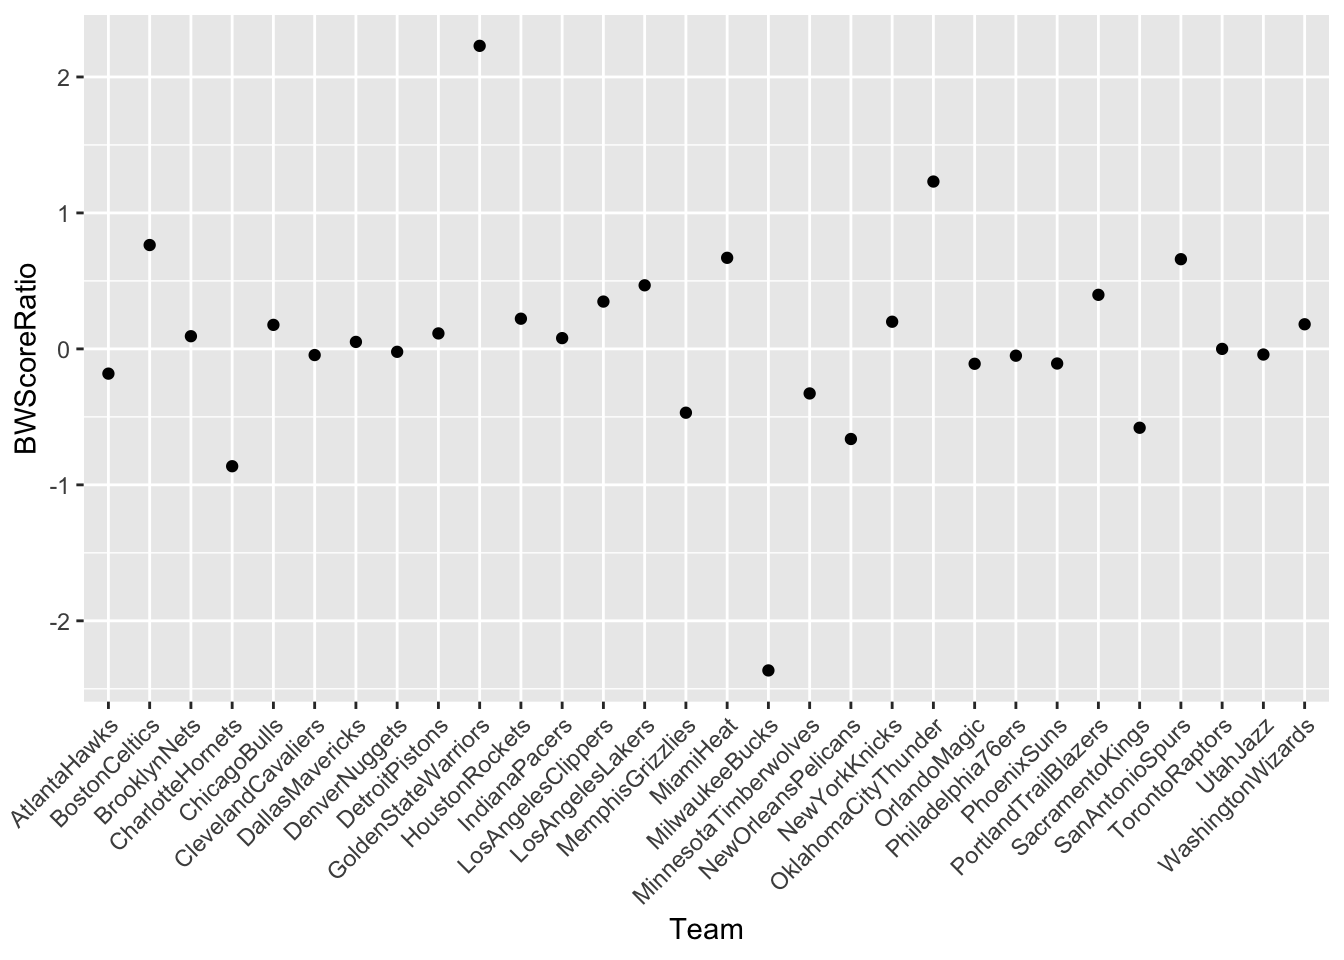 BWScoreRatio
2
1
0
-1
-2
AtlantaHawks
BostonCeltics
BrooklynNets
CharlotteHornets
ChicagoBulls
ClevelandCavaliers
DallasMavericks
DenverNuggets
DetroitPistons
GoldenStateWarriors
HoustonRockets
IndianaPacers
LosAngelesClippers
LosAngelesLakers
MemphisGrizzlies
MiamiHeat
MilwaukeeBucks
MinnesotaTimberwolves
NewOrleansPelicans
NewYorkKnicks
OklahomaCityThunder
OrlandoMagic
Philadelphia76ers
PhoenixSuns
PortlandTrailBlazers
SacramentoKings
SanAntonioSpurs
TorontoRaptors
UtahJazz
WashingtonWizards
Team